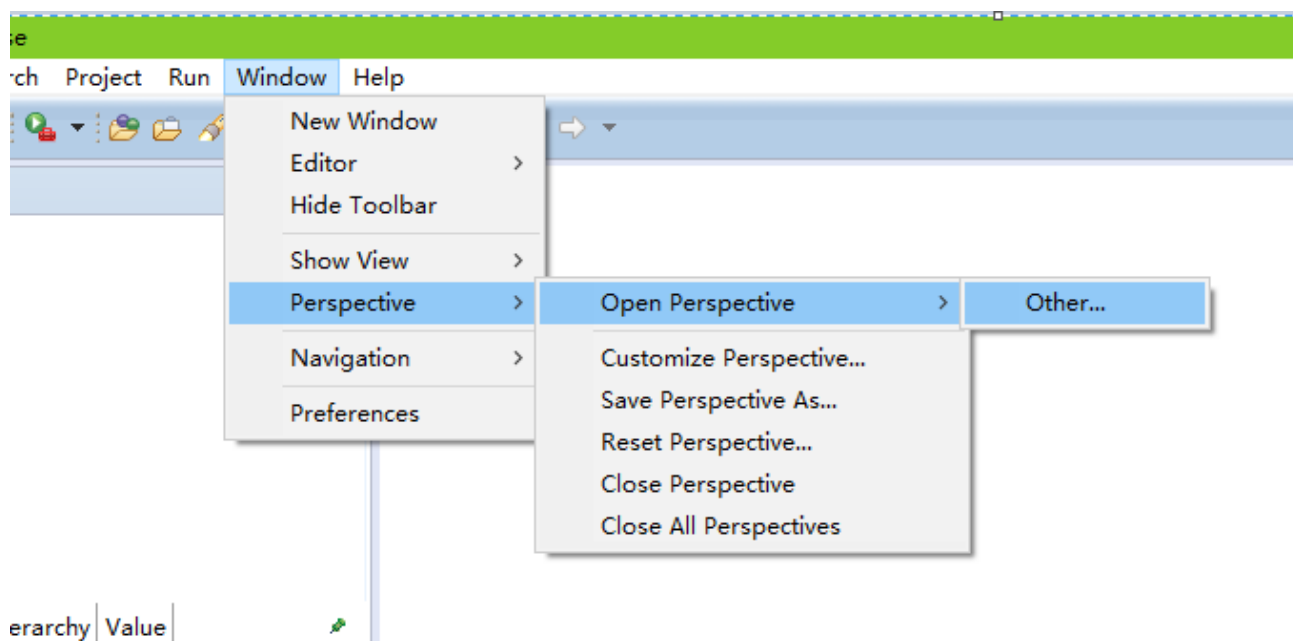 se
rch Project Run Window Help
New Window
Editor
Hide Toolbar
Show View
Perspective
Open Perspective
Other...
Navigation
Customize Perspective...
Save Perspective As...
Preferences
Reset Perspective...
Close Perspective
Close All Perspectives
erarchy Value